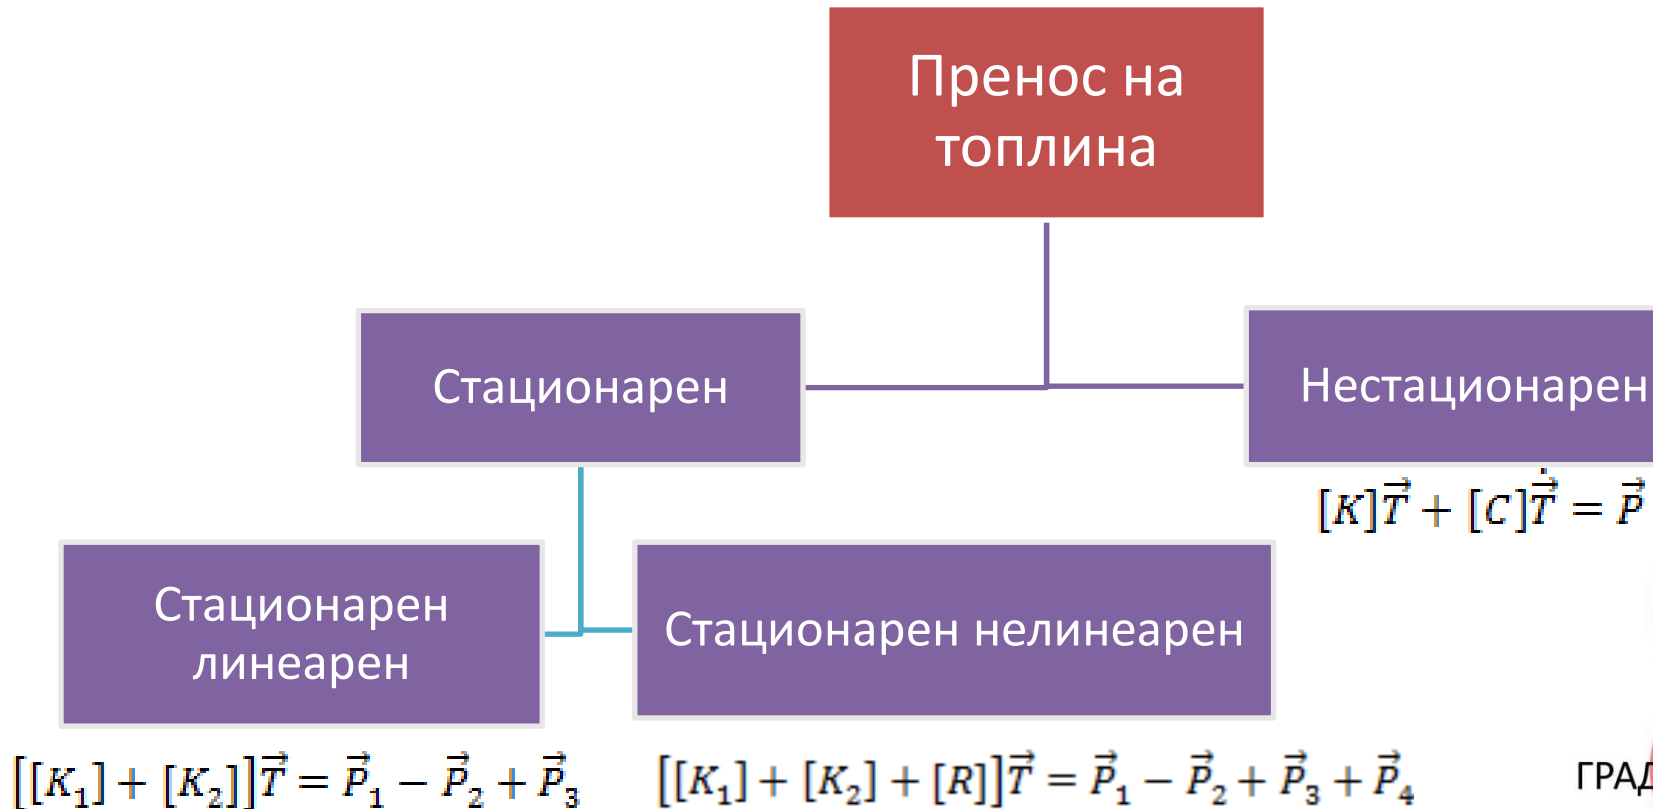 Пренос на
топлина
Стационарен
Нестационарен
[K]T⃗ + [C]Ṫ⃗ = P⃗
Стационарен
линеарен
Стационарен нелинеарен
[[K₁] + [K₂]]T⃗ = P⃗₁ − P⃗₂ + P⃗₃
[[K₁] + [K₂] + [R]]T⃗ = P⃗₁ − P⃗₂ + P⃗₃ + P⃗₄
ГРАД